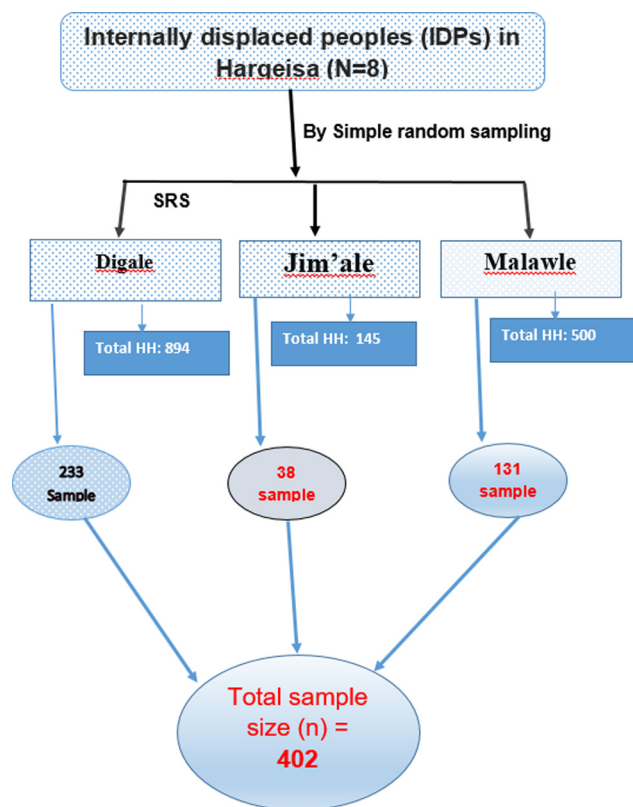 Internally displaced peoples (IDPs) in
Hargeisa (N=8)
By Simple random sampling
SRS
Digale
Jim’ale
Malawle
Total HH: 894
Total HH: 145
Total HH: 500
233
Sample
38
sample
131
sample
Total sample
size (n) =
402